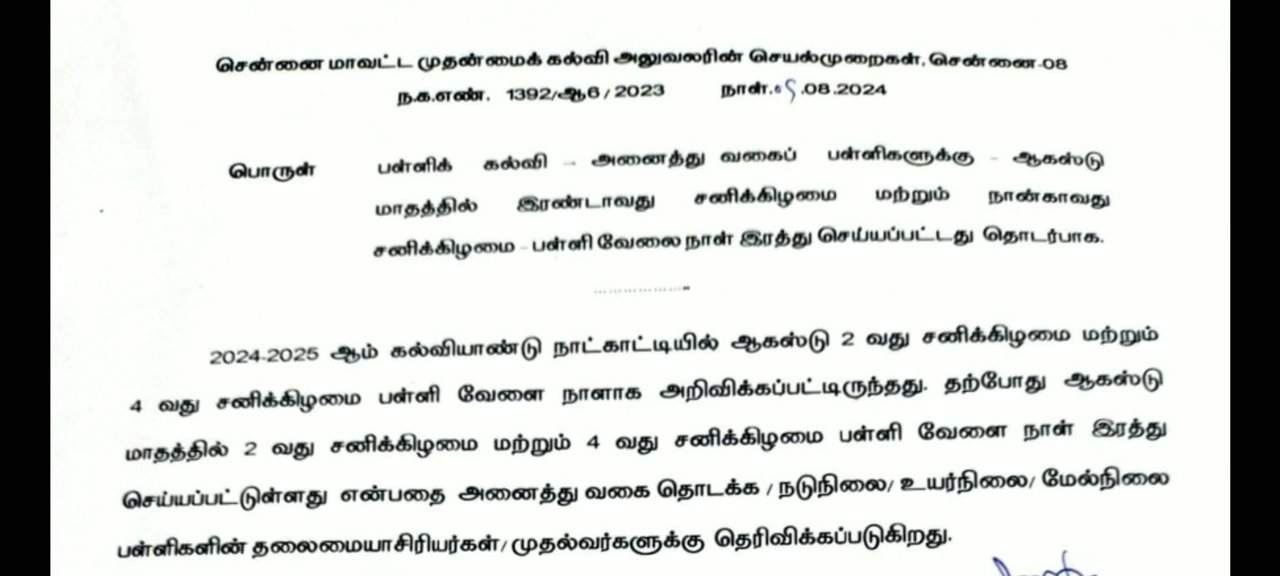 சென்னை மாவட்ட முதன்மைக் கல்வி அலுவலரின் செயல்முறைகள், சென்னை-08
ந.க.எண். 1392/ஆ6/2023 நாள்.05.08.2024
பொருள் பள்ளிக் கல்வி - அனைத்து வகைப் பள்ளிகளுக்கு - ஆகஸ்டு
மாதத்தில் இரண்டாவது சனிக்கிழமை மற்றும் நான்காவது
சனிக்கிழமை - பள்ளி வேலை நாள் இரத்து செய்யப்பட்டது தொடர்பாக.
2024-2025 ஆம் கல்வியாண்டு நாட்காட்டியில் ஆகஸ்டு 2 வது சனிக்கிழமை மற்றும்
4 வது சனிக்கிழமை பள்ளி வேளை நாளாக அறிவிக்கப்பட்டிருந்தது. தற்போது ஆகஸ்டு
மாதத்தில் 2 வது சனிக்கிழமை மற்றும் 4 வது சனிக்கிழமை பள்ளி வேளை நாள் இரத்து
செய்யப்பட்டுள்ளது என்பதை அனைத்து வகை தொடக்க / நடுநிலை/ உயர்நிலை/ மேல்நிலை
பள்ளிகளின் தலைமையாசிரியர்கள்/ முதல்வர்களுக்கு தெரிவிக்கப்படுகிறது.